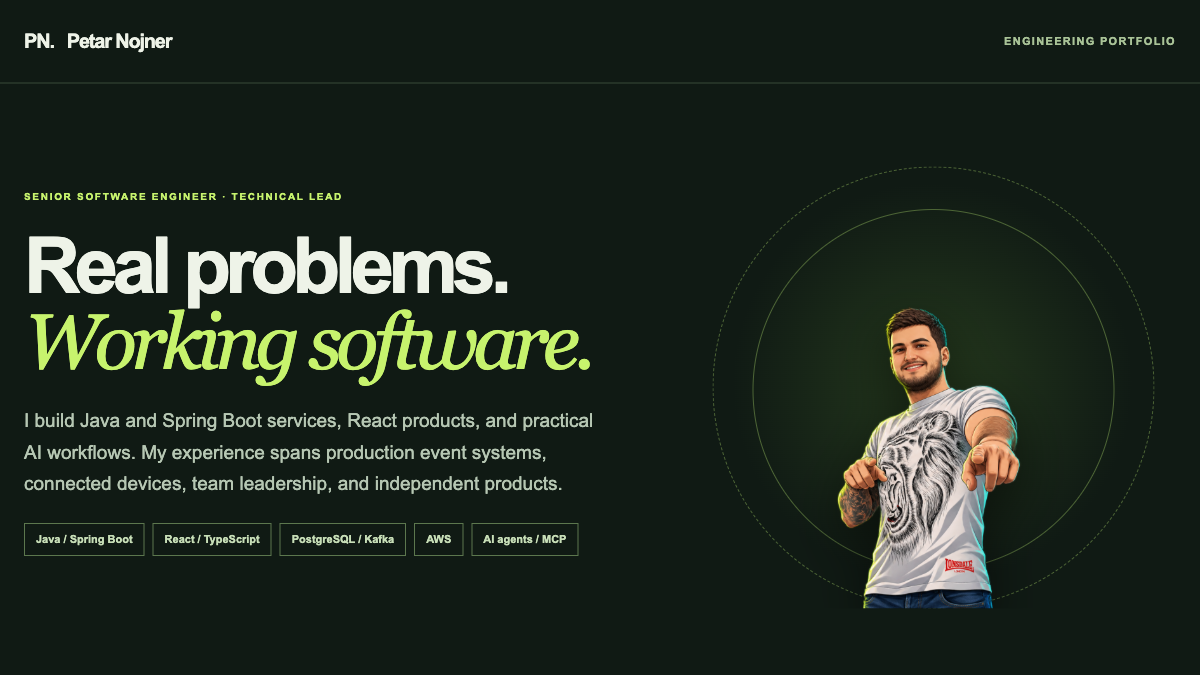 PN. Petar Nojner
ENGINEERING PORTFOLIO
SENIOR SOFTWARE ENGINEER · TECHNICAL LEAD
Real problems.
Working software.
I build Java and Spring Boot services, React products, and practical
AI workflows. My experience spans production event systems,
connected devices, team leadership, and independent products.
Java / Spring Boot
React / TypeScript
PostgreSQL / Kafka
AWS
AI agents / MCP
LONSDALE